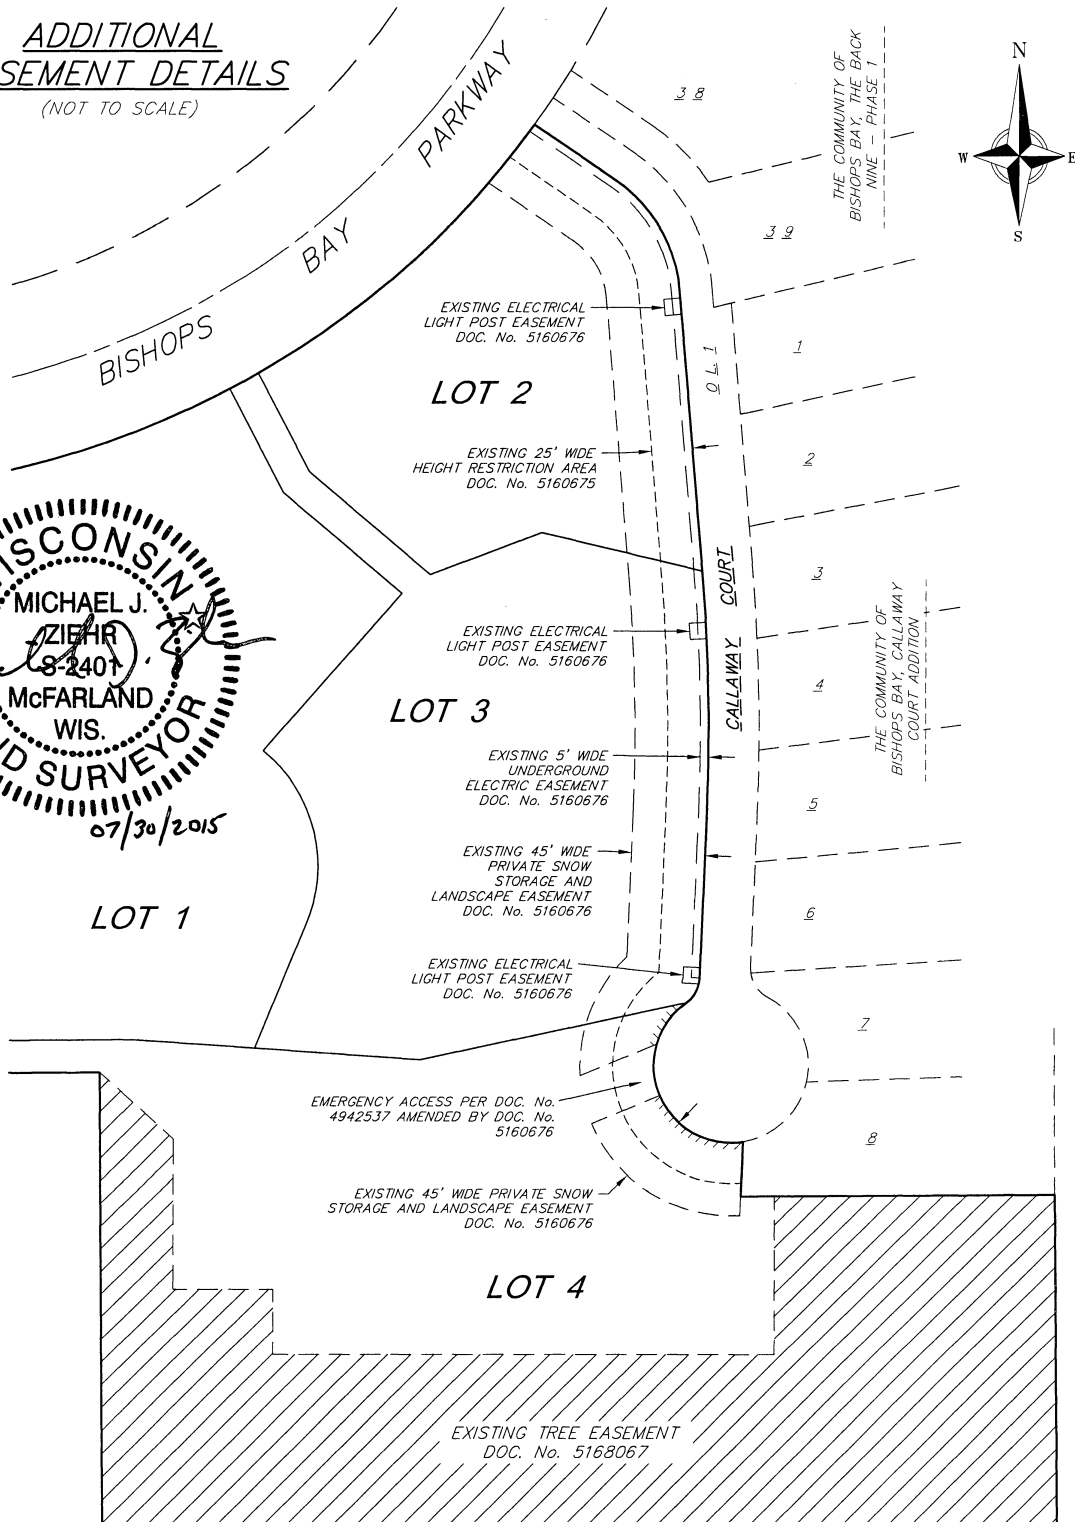 ADDITIONAL
SEMENT DETAILS
(NOT TO SCALE)
BISHOPS BAY PARKWAY
38
39
THE COMMUNITY OF
BISHOPS BAY, THE BACK
NINE - PHASE 1
N
W E
S
EXISTING ELECTRICAL
LIGHT POST EASEMENT
DOC. No. 5160676
LOT 2
O.L. 1
1
EXISTING 25' WIDE
HEIGHT RESTRICTION AREA
DOC. No. 5160675
2
3
CALLAWAY COURT
EXISTING ELECTRICAL
LIGHT POST EASEMENT
DOC. No. 5160676
THE COMMUNITY OF
BISHOPS BAY, CALLAWAY
COURT ADDITION
4
LOT 3
EXISTING 5' WIDE
UNDERGROUND
ELECTRIC EASEMENT
DOC. No. 5160676
5
EXISTING 45' WIDE
PRIVATE SNOW
STORAGE AND
LANDSCAPE EASEMENT
DOC. No. 5160676
6
ISCONSIN
MICHAEL J.
ZIEHR
S-2401
McFARLAND
WIS.
D SURVEYOR
07/30/2015
LOT 1
EXISTING ELECTRICAL
LIGHT POST EASEMENT
DOC. No. 5160676
7
EMERGENCY ACCESS PER DOC. No.
4942537 AMENDED BY DOC. No.
5160676
8
EXISTING 45' WIDE PRIVATE SNOW
STORAGE AND LANDSCAPE EASEMENT
DOC. No. 5160676
LOT 4
EXISTING TREE EASEMENT
DOC. No. 5168067